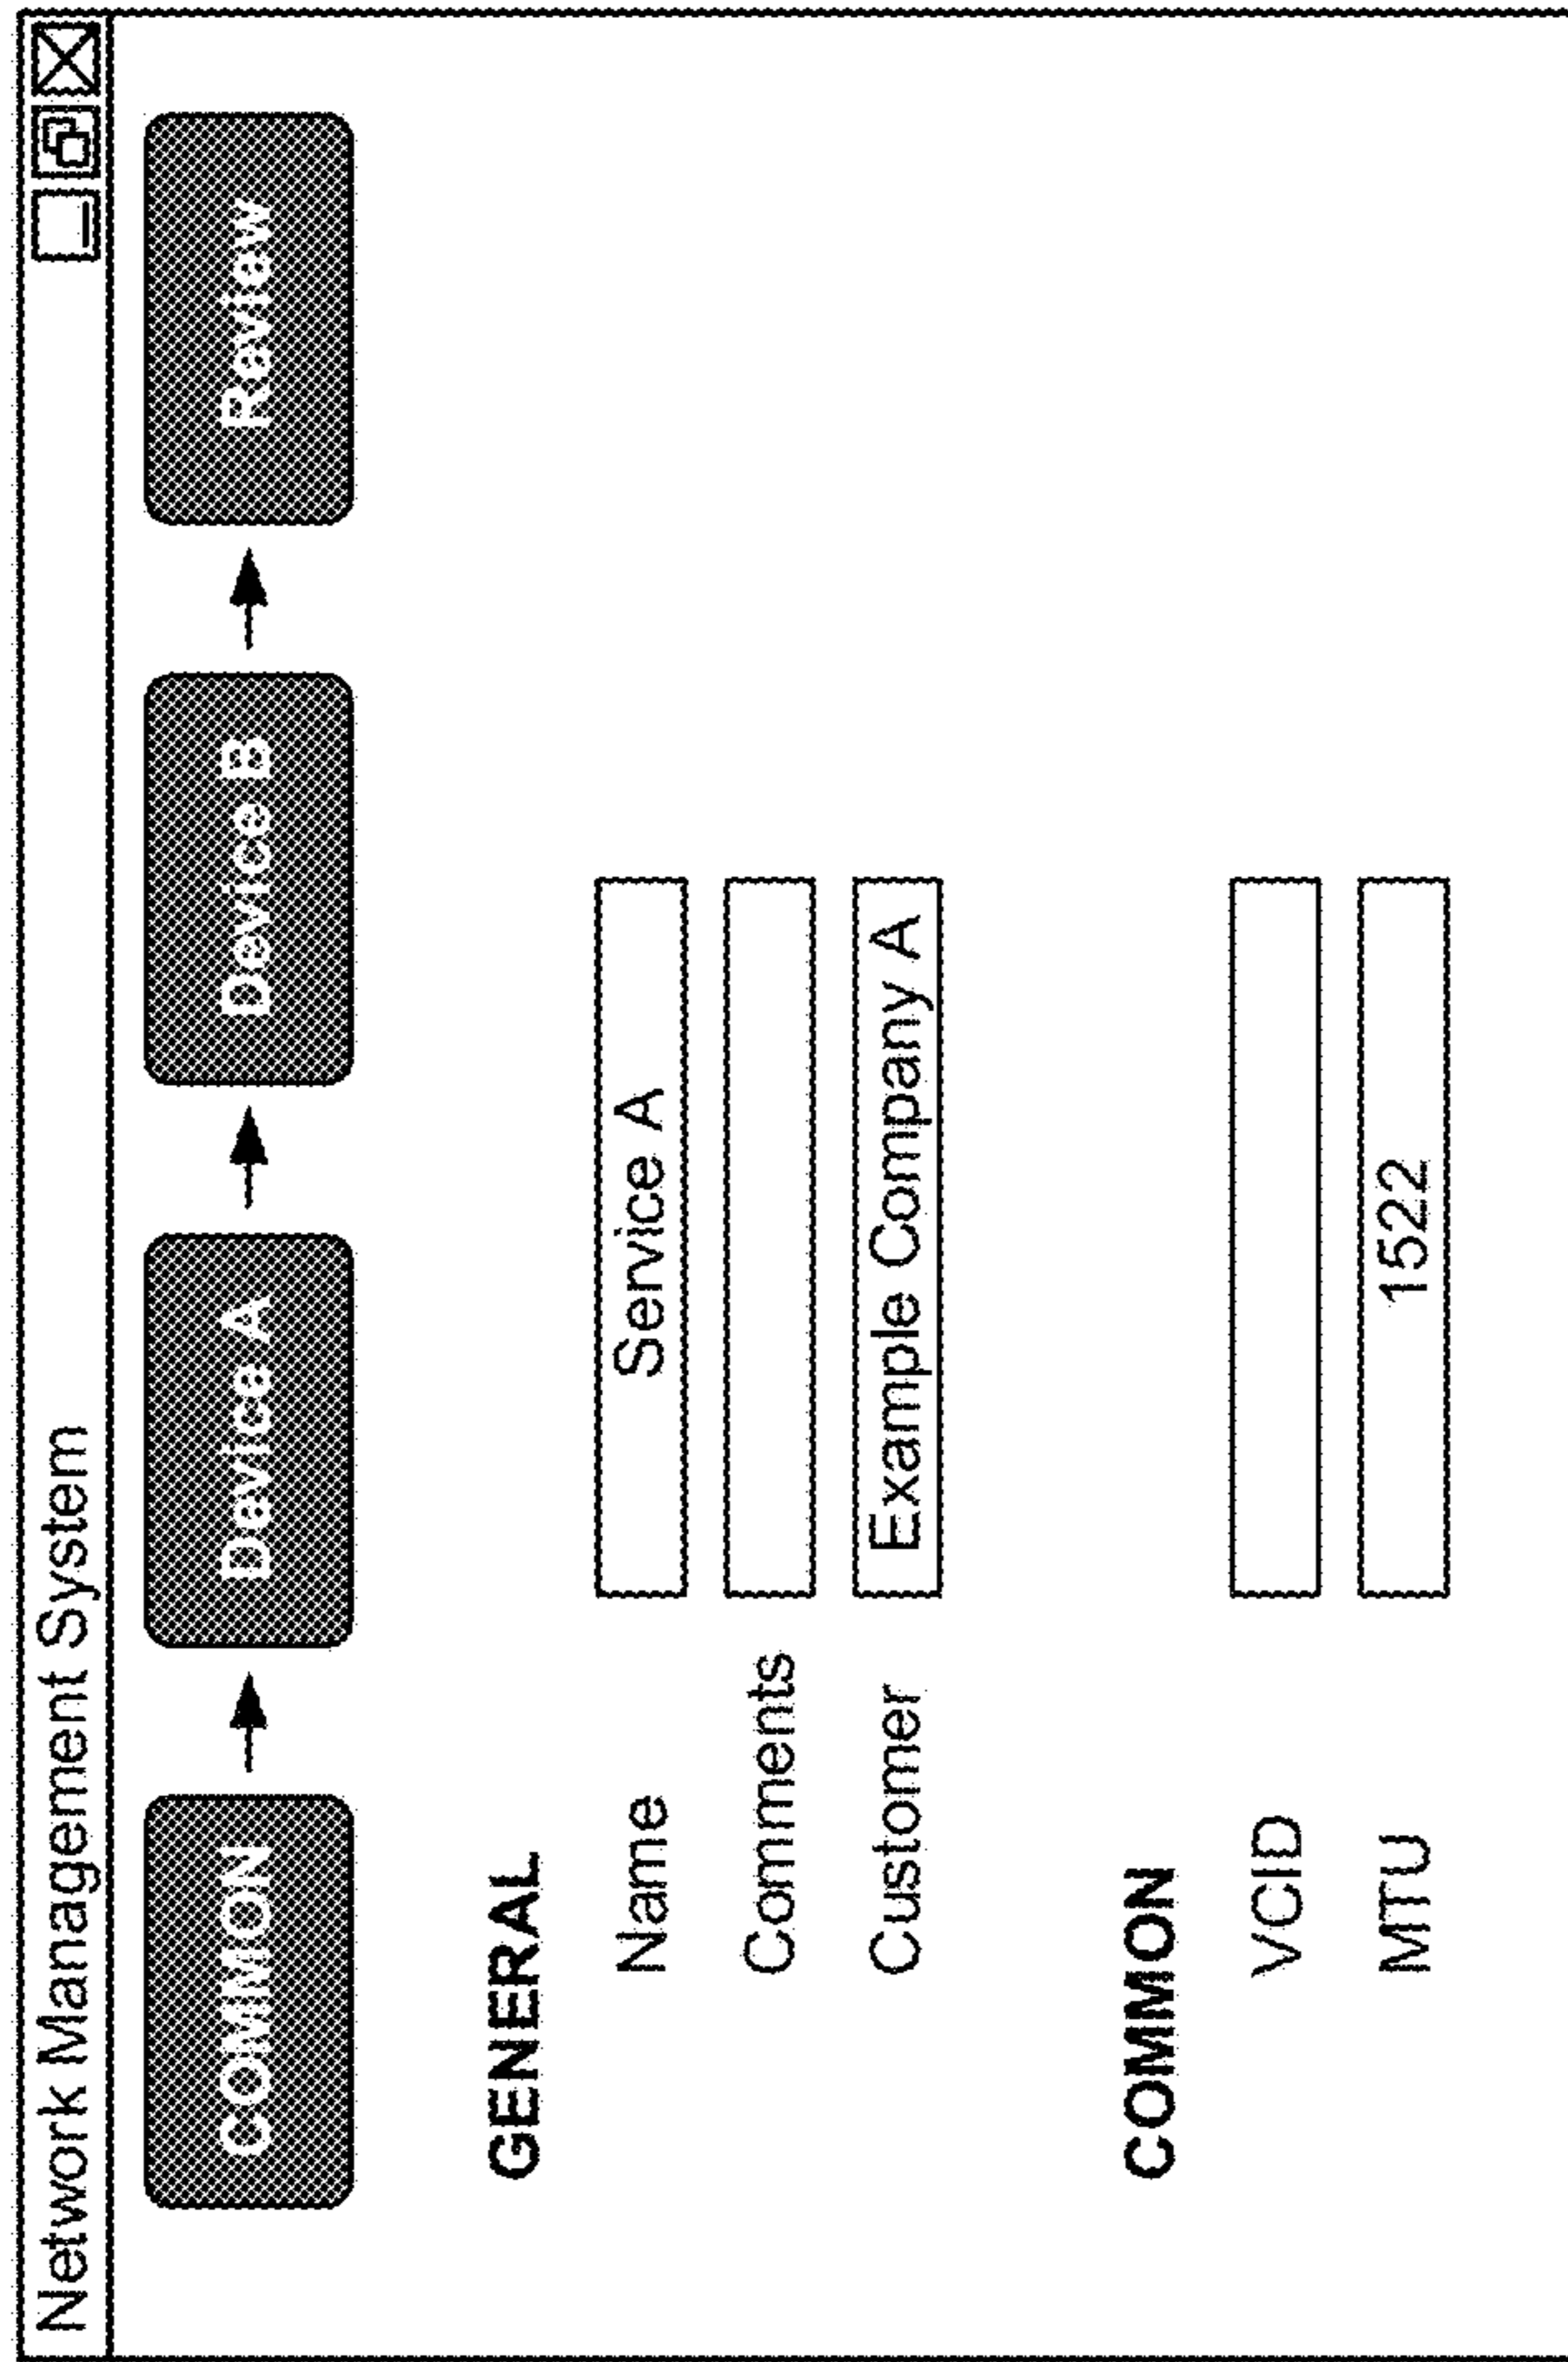 Network Management System
COMMON Device A Device B Review
GENERAL
Name Service A
Comments
Customer Example Company A
COMMON
VCID
MTU 1522